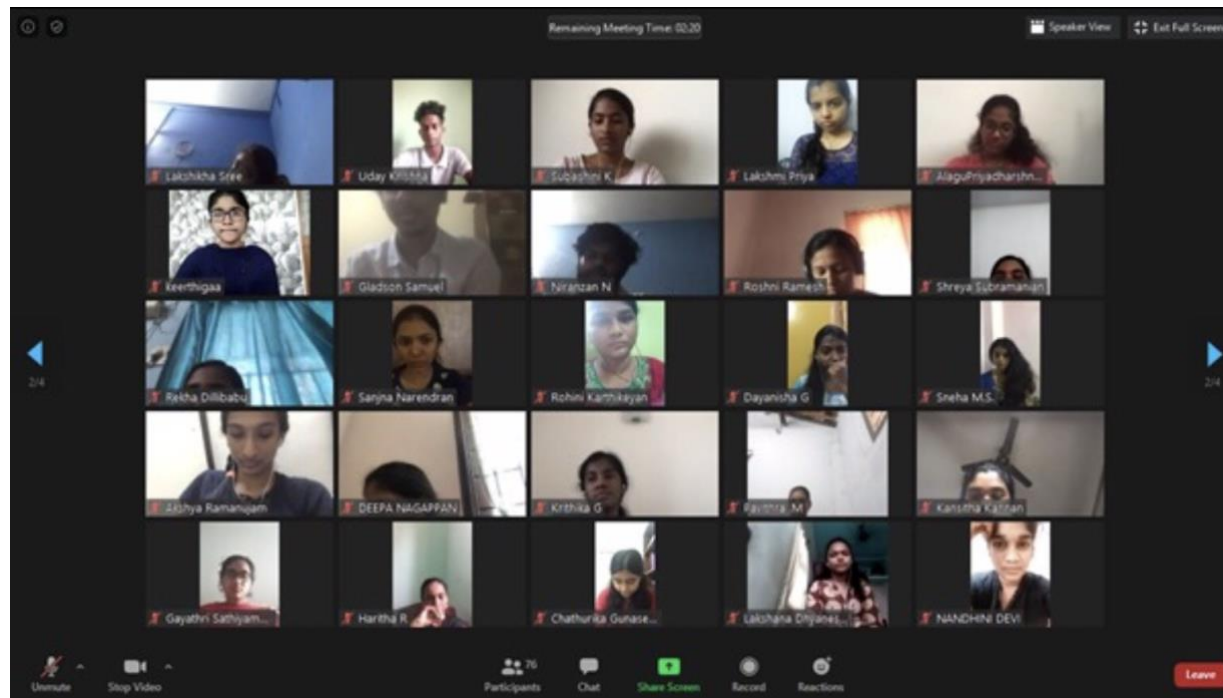 Remaining Meeting Time: 02:20
Speaker View
Exit Full Screen
Lakshikha Sree
Uday Krishna
Subashini K
Lakshmi Priya
AlaguPriyadharshn...
Keerthigaa
Gladson Samuel
Niranzan N
Roshni Ramesh
Shreya Subramanian
2/4
Rekha Dillibabu
Sanjna Narendran
Rohini Karthikeyan
Dayanisha G
Sneha M.S.
2/4
Akshya Ramanujam
DEEPA NAGAPPAN
Krithika G
Pavithra M
Kansitha Kannan
Gayathri Sathiyam...
Haritha R
Chathurika Gunase...
Lakshana Dhyanes...
NANDHINI DEVI
Unmute
Stop Video
Participants
76
Chat
Share Screen
Record
Reactions
Leave